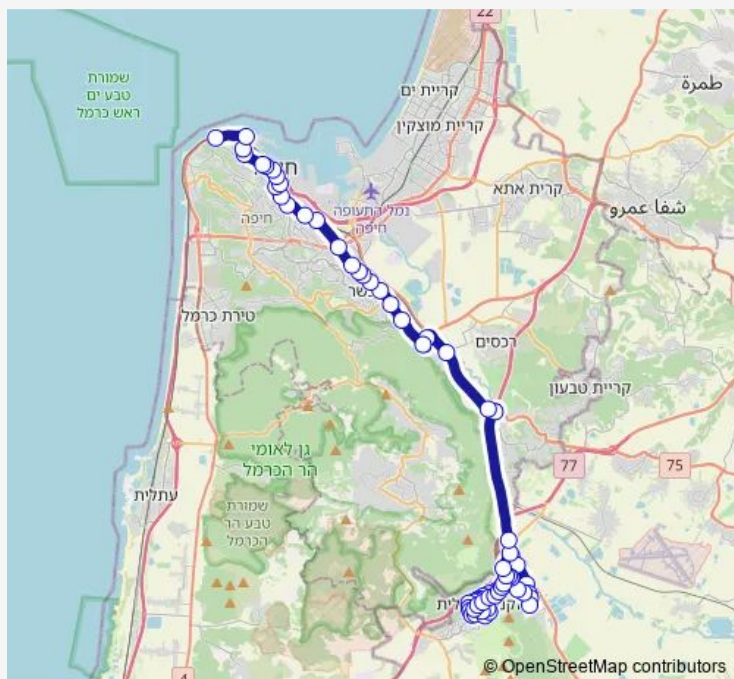 22
שמורת
טבע ים
ראש כרמל
קריית ים
קריית מוצקין
טמרה
קרית אתא
שפא עמרו
נמל התעופה
חיפה
חיפה
טירת כרמל
רכסים
קריית טבעון
גן לאומי
הר הכרמל
77
75
עתלית
שמורת
טבע הר
הכרמל
4
© OpenStreetMap contributors